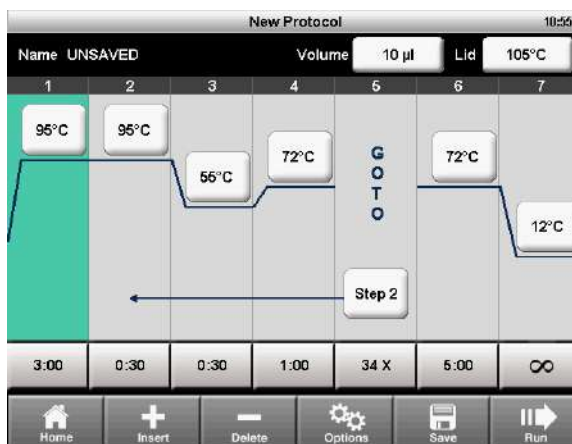 New Protocol 10:55
Name UNSAVED Volume 10 µl Lid 105°C
1 2 3 4 5 6 7
95°C 95°C 55°C 72°C GOTO 72°C 12°C
Step 2
3:00 0:30 0:30 1:00 34 X 5:00 ∞
Home Insert Delete Options Save Run